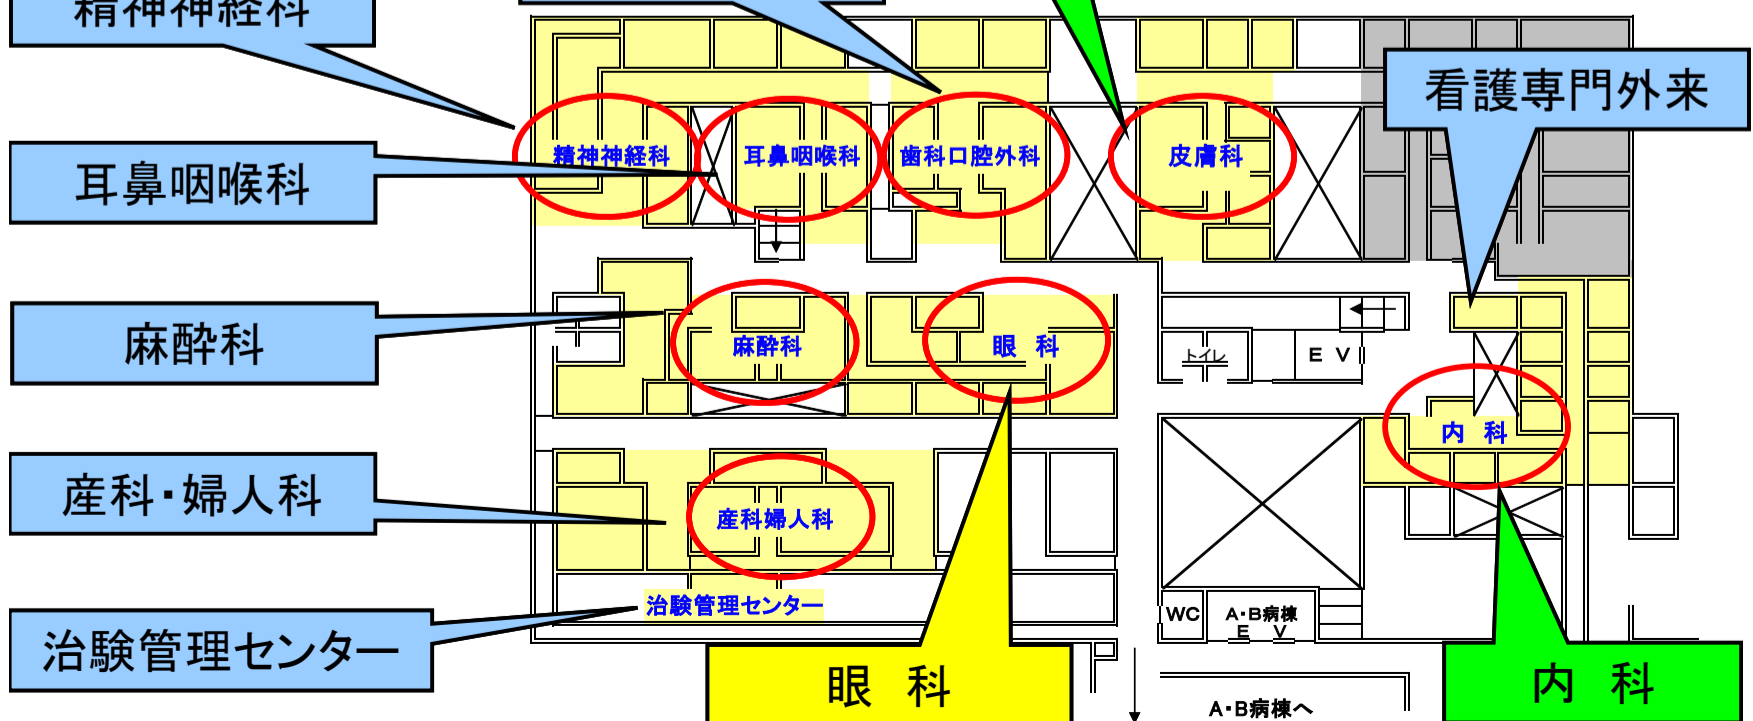 精神神経科
看護専門外来
耳鼻咽喉科
精神神経科
耳鼻咽喉科
歯科口腔外科
皮膚科
麻酔科
麻酔科
眼 科
トイレ
E V
内 科
産科・婦人科
産科婦人科
治験管理センター
治験管理センター
WC
A・B病棟
E V
眼 科
内 科
A・B病棟へ